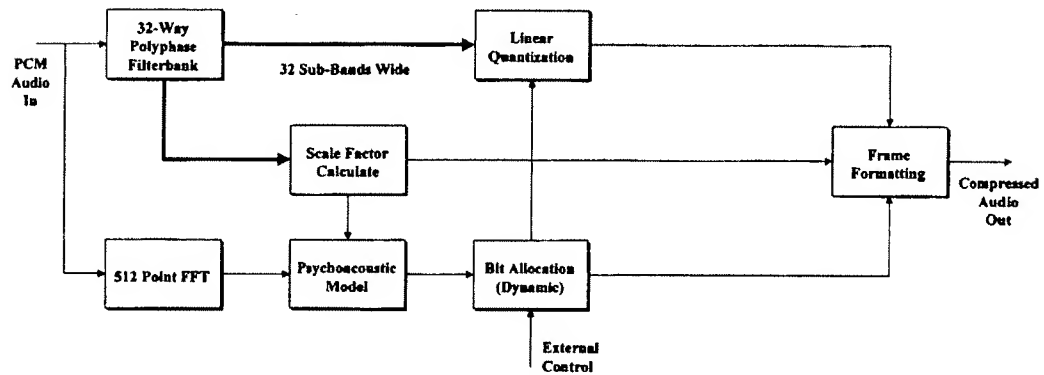 32-Way
Polyphase
Filterbank
Linear
Quantization
PCM
Audio
In
32 Sub-Bands Wide
Scale Factor
Calculate
Frame
Formatting
Compressed
Audio
Out
512 Point FFT
Psychoacoustic
Model
Bit Allocation
(Dynamic)
External
Control